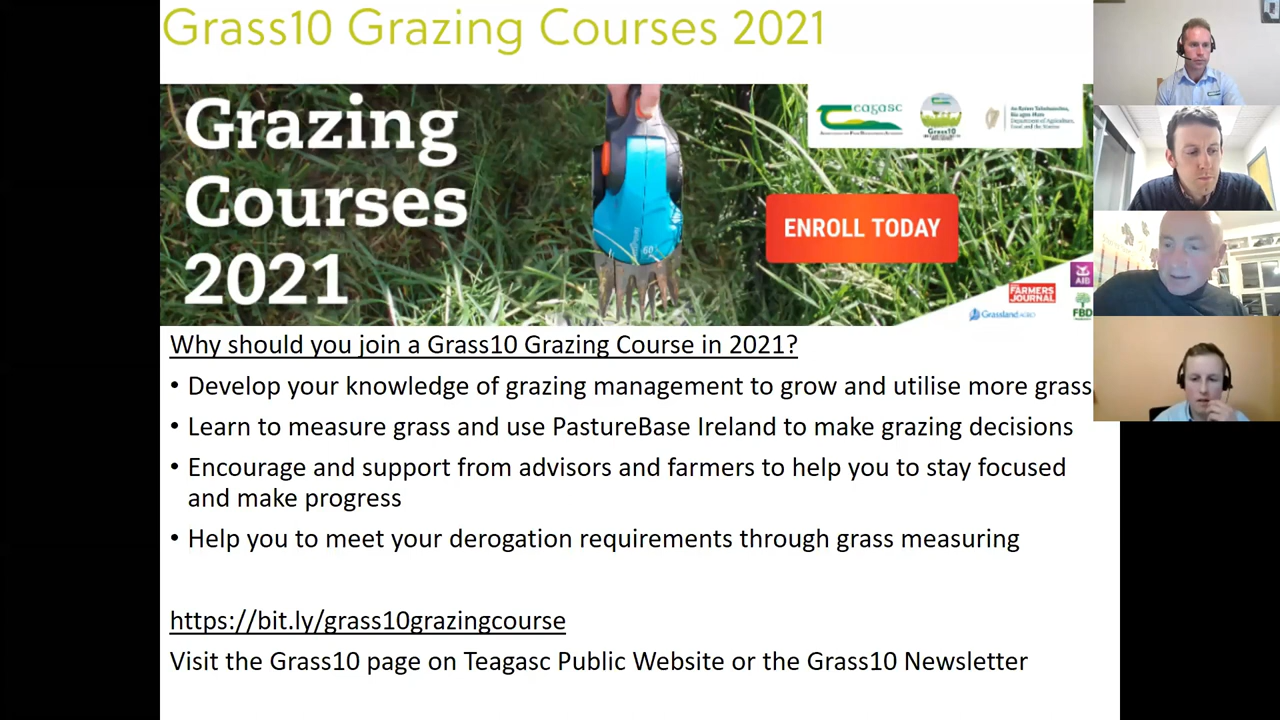 Grass10 Grazing Courses 2021
Grazing
Courses
2021
Teagasc
Grass10
ENROLL TODAY
FARMERS
JOURNAL
AIB
Grassland AGRO
FBD
Why should you join a Grass10 Grazing Course in 2021?
• Develop your knowledge of grazing management to grow and utilise more grass
• Learn to measure grass and use PastureBase Ireland to make grazing decisions
• Encourage and support from advisors and farmers to help you to stay focused
and make progress
• Help you to meet your derogation requirements through grass measuring
https://bit.ly/grass10grazingcourse
Visit the Grass10 page on Teagasc Public Website or the Grass10 Newsletter